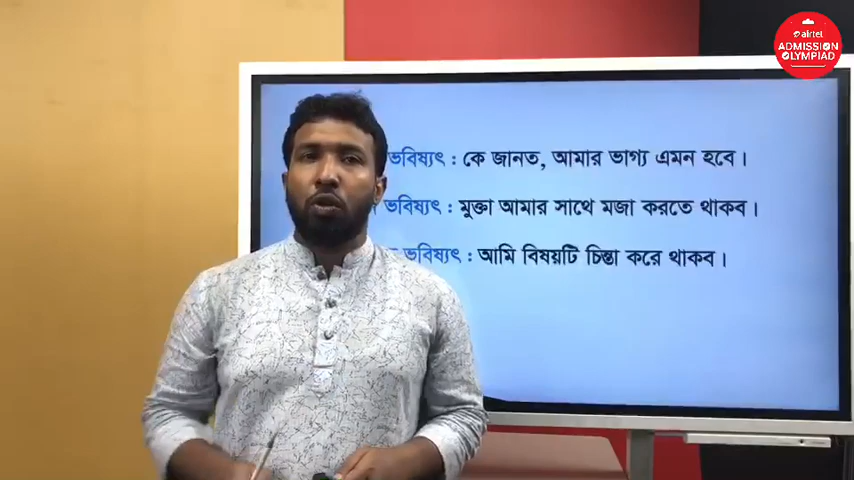 airtel
ADMISSION
OLYMPIAD
ভবিষ্যৎ : কে জানত, আমার ভাগ্য এমন হবে।
ভবিষ্যৎ : মুক্তা আমার সাথে মজা করতে থাকব।
ভবিষ্যৎ : আমি বিষয়টি চিন্তা করে থাকব।